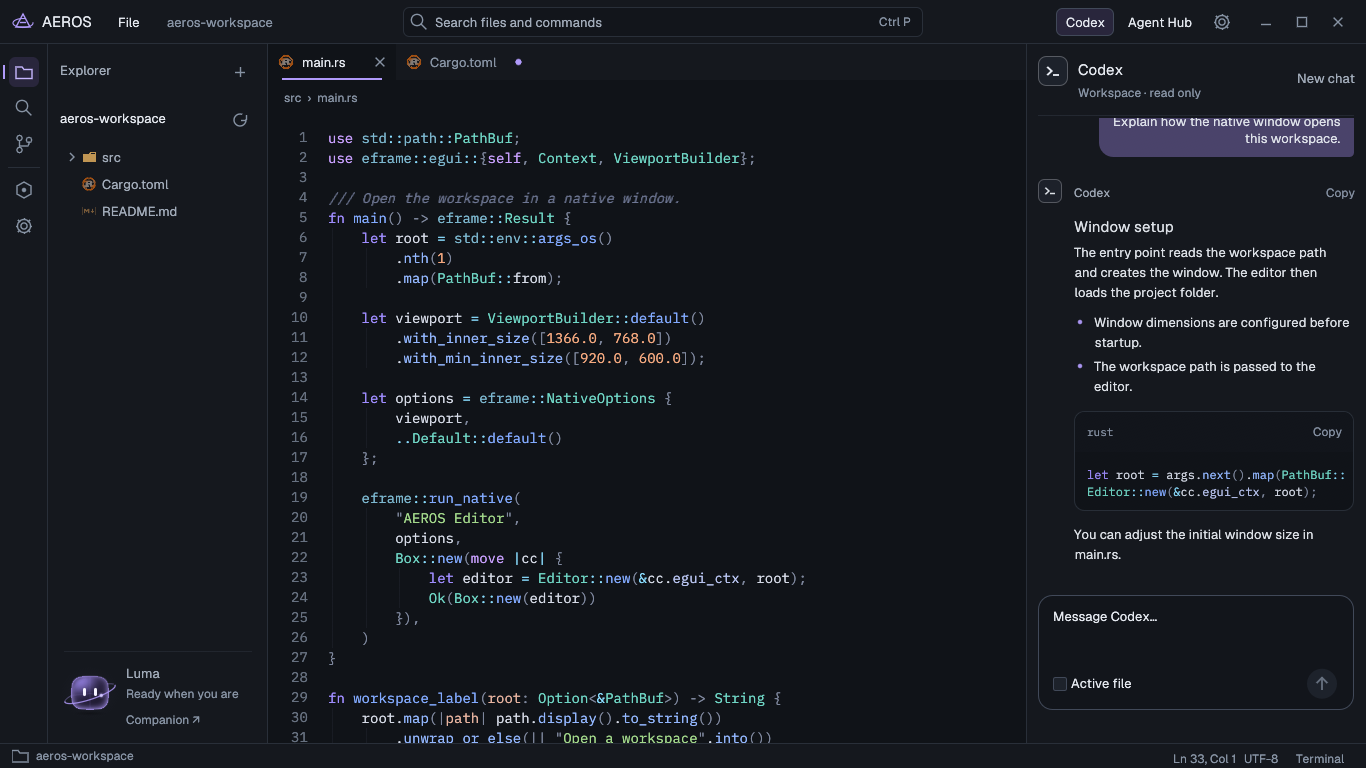 AEROS File aeros-workspace Search files and commands Ctrl P Codex Agent Hub
Explorer
aeros-workspace
src
Cargo.toml
README.md
Luma
Ready when you are
Companion ↗
main.rs Cargo.toml
src › main.rs
1 use std::path::PathBuf;
2 use eframe::egui::{self, Context, ViewportBuilder};
3
4 /// Open the workspace in a native window.
5 fn main() -> eframe::Result {
6     let root = std::env::args_os()
7         .nth(1)
8         .map(PathBuf::from);
9
10     let viewport = ViewportBuilder::default()
11         .with_inner_size([1366.0, 768.0])
12         .with_min_inner_size([920.0, 600.0]);
13
14     let options = eframe::NativeOptions {
15         viewport,
16         ..Default::default()
17     };
18
19     eframe::run_native(
20         "AEROS Editor",
21         options,
22         Box::new(move |cc| {
23             let editor = Editor::new(&cc.egui_ctx, root);
24             Ok(Box::new(editor))
25         }),
26     )
27 }
28
29 fn workspace_label(root: Option<&PathBuf>) -> String {
30     root.map(|path| path.display().to_string())
31         .unwrap_or_else(|| "Open a workspace".into())
Codex
Workspace · read only
New chat
Explain how the native window opens
this workspace.
Codex Copy
Window setup
The entry point reads the workspace path
and creates the window. The editor then
loads the project folder.
• Window dimensions are configured before
startup.
• The workspace path is passed to the
editor.
rust Copy
let root = args.next().map(PathBuf::
Editor::new(&cc.egui_ctx, root);
You can adjust the initial window size in
main.rs.
Message Codex…
Active file
aeros-workspace Ln 33, Col 1 UTF-8 Terminal